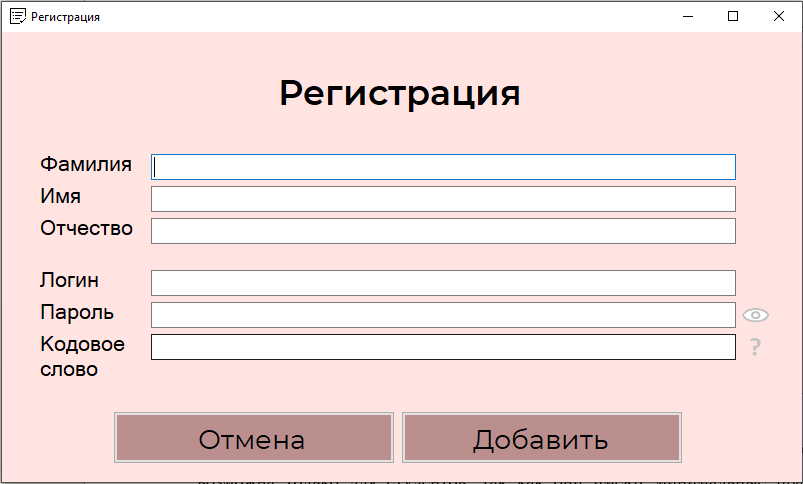 Регистрация
Регистрация
Фамилия
Имя
Отчество
Логин
Пароль
Кодовое
слово
?
Отмена
Добавить